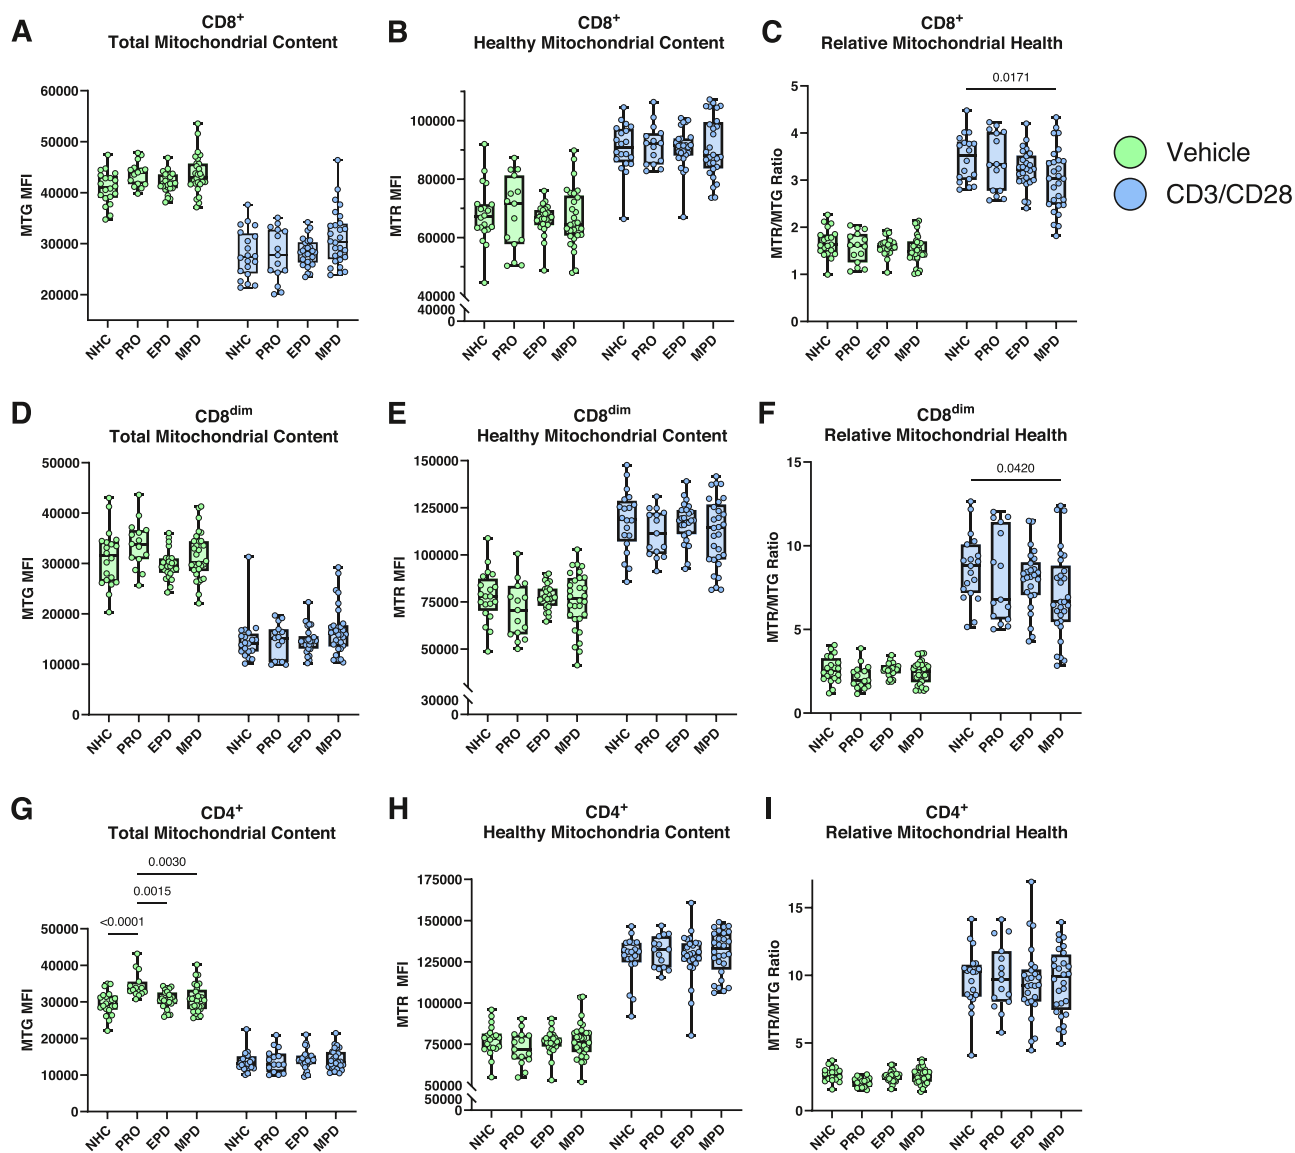 A
CD8+
Total Mitochondrial Content
MTG MFI
60000
50000
40000
30000
20000
NHC PRO EPD MPD NHC PRO EPD MPD
B
CD8+
Healthy Mitochondrial Content
MTR MFI
100000
80000
60000
40000
40000
0
NHC PRO EPD MPD NHC PRO EPD MPD
C
CD8+
Relative Mitochondrial Health
0.0171
MTR/MTG Ratio
5
4
3
2
1
0
NHC PRO EPD MPD NHC PRO EPD MPD
Vehicle
CD3/CD28
D
CD8dim
Total Mitochondrial Content
MTG MFI
50000
40000
30000
20000
10000
0
NHC PRO EPD MPD NHC PRO EPD MPD
E
CD8dim
Healthy Mitochondrial Content
MTR MFI
150000
125000
100000
75000
50000
30000
0
NHC PRO EPD MPD NHC PRO EPD MPD
F
CD8dim
Relative Mitochondrial Health
0.0420
MTR/MTG Ratio
15
10
5
0
NHC PRO EPD MPD NHC PRO EPD MPD
G
CD4+
Total Mitochondrial Content
0.0030
0.0015
<0.0001
MTG MFI
50000
40000
30000
20000
10000
0
NHC PRO EPD MPD NHC PRO EPD MPD
H
CD4+
Healthy Mitochondria Content
MTR MFI
175000
150000
125000
100000
75000
50000
50000
0
NHC PRO EPD MPD NHC PRO EPD MPD
I
CD4+
Relative Mitochondrial Health
MTR/MTG Ratio
15
10
5
0
NHC PRO EPD MPD NHC PRO EPD MPD